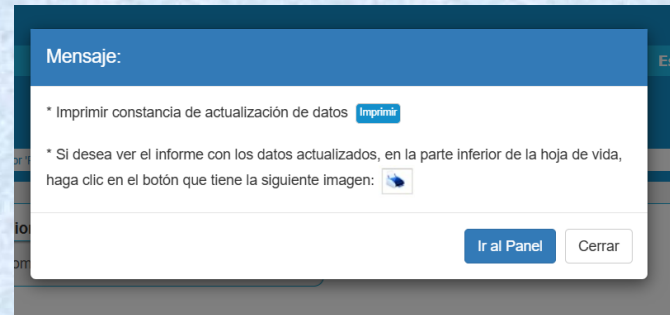 Mensaje:
* Imprimir constancia de actualización de datos Imprimir
* Si desea ver el informe con los datos actualizados, en la parte inferior de la hoja de vida,
haga clic en el botón que tiene la siguiente imagen:
Ir al Panel Cerrar